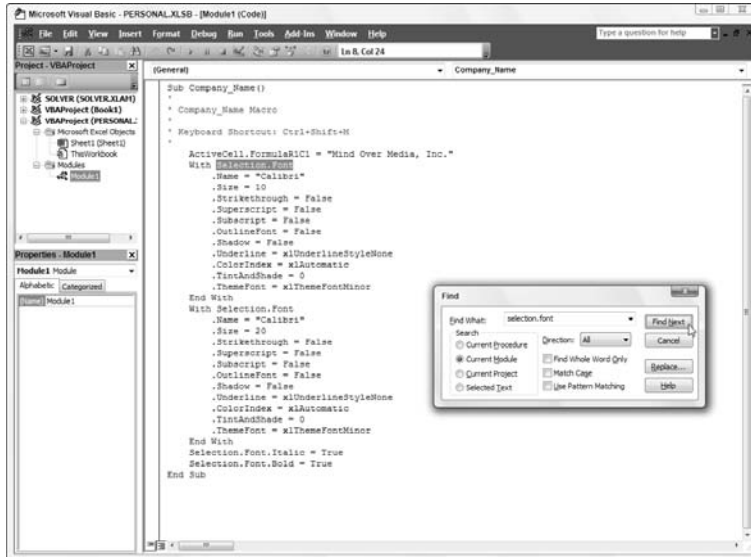 Microsoft Visual Basic - PERSONAL.XLSB - [Module1 (Code)]
File Edit View Insert Format Debug Run Tools Add-Ins Window Help
Type a question for help
Ln 8, Col 24
Project - VBAProject
SOLVER (SOLVER.XLAM)
VBAProject (Book1)
VBAProject (PERSONAL.
Microsoft Excel Objects
Sheet1 (Sheet1)
ThisWorkbook
Modules
Module1
Properties - Module1
Module1 Module
Alphabetic Categorized
(Name) Module1
(General)
Company_Name
Sub Company_Name()
'
' Company_Name Macro
'
' Keyboard Shortcut: Ctrl+Shift+M
'
ActiveCell.FormulaR1C1 = "Mind Over Media, Inc."
With Selection.Font
.Name = "Calibri"
.Size = 10
.Strikethrough = False
.Superscript = False
.Subscript = False
.OutlineFont = False
.Shadow = False
.Underline = xlUnderlineStyleNone
.ColorIndex = xlAutomatic
.TintAndShade = 0
.ThemeFont = xlThemeFontMinor
End With
With Selection.Font
.Name = "Calibri"
.Size = 20
.Strikethrough = False
.Superscript = False
.Subscript = False
.OutlineFont = False
.Shadow = False
.Underline = xlUnderlineStyleNone
.ColorIndex = xlAutomatic
.TintAndShade = 0
.ThemeFont = xlThemeFontMinor
End With
Selection.Font.Italic = True
Selection.Font.Bold = True
End Sub
Find
Find What: selection.font
Find Next
Search
Current Procedure
Current Module
Current Project
Selected Text
Direction: All
Find Whole Word Only
Match Case
Use Pattern Matching
Cancel
Replace...
Help